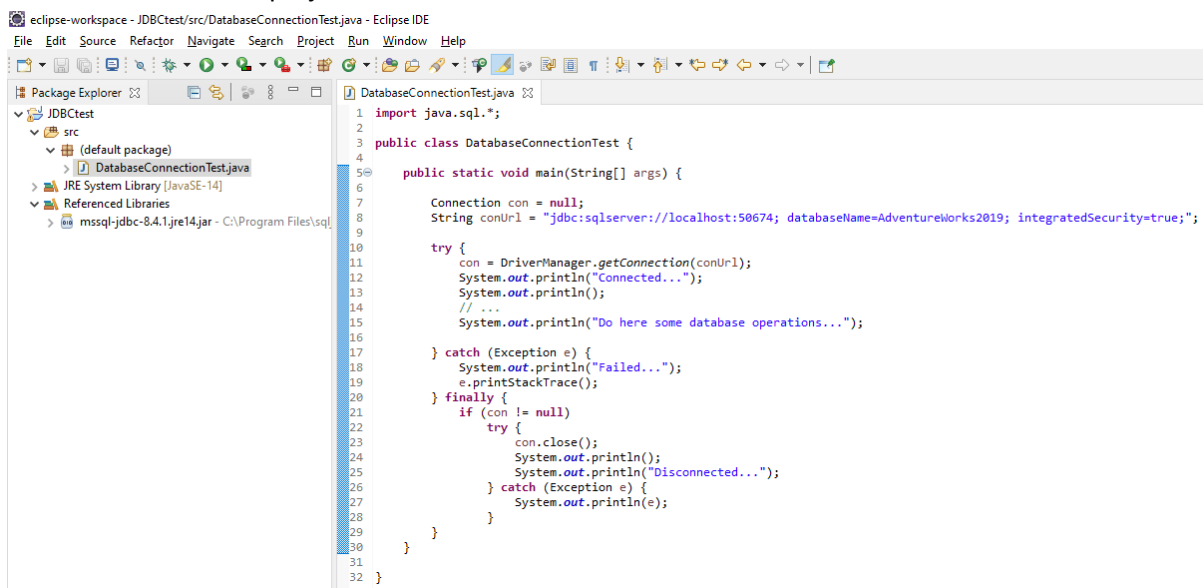 eclipse-workspace - JDBCtest/src/DatabaseConnectionTest.java - Eclipse IDE
File Edit Source Refactor Navigate Search Project Run Window Help
Package Explorer
JDBCtest
src
(default package)
DatabaseConnectionTest.java
JRE System Library [JavaSE-14]
Referenced Libraries
mssql-jdbc-8.4.1.jre14.jar - C:\Program Files\sql
DatabaseConnectionTest.java
1 import java.sql.*;
2
3 public class DatabaseConnectionTest {
4
5 public static void main(String[] args) {
6
7 Connection con = null;
8 String conUrl = "jdbc:sqlserver://localhost:50674; databaseName=AdventureWorks2019; integratedSecurity=true;";
9
10 try {
11 con = DriverManager.getConnection(conUrl);
12 System.out.println("Connected...");
13 System.out.println();
14 // ...
15 System.out.println("Do here some database operations...");
16
17 } catch (Exception e) {
18 System.out.println("Failed...");
19 e.printStackTrace();
20 } finally {
21 if (con != null)
22 try {
23 con.close();
24 System.out.println();
25 System.out.println("Disconnected...");
26 } catch (Exception e) {
27 System.out.println(e);
28 }
29 }
30 }
31
32 }